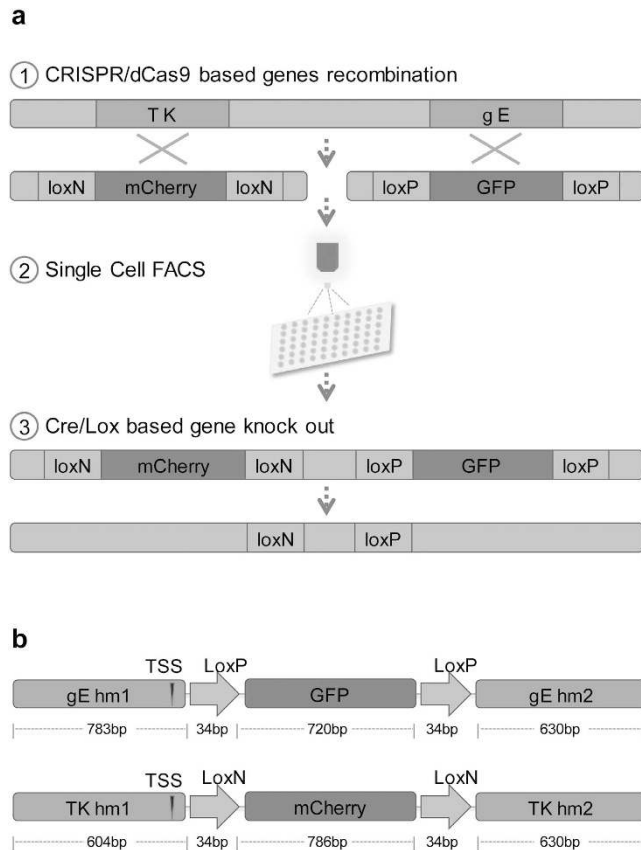 a
1 CRISPR/dCas9 based genes recombination
TK gE
loxN mCherry loxN loxP GFP loxP
2 Single Cell FACS
3 Cre/Lox based gene knock out
loxN mCherry loxN loxP GFP loxP
loxN loxP
b
TSS LoxP LoxP
gE hm1 GFP gE hm2
783bp 34bp 720bp 34bp 630bp
TSS LoxN LoxN
TK hm1 mCherry TK hm2
604bp 34bp 786bp 34bp 630bp